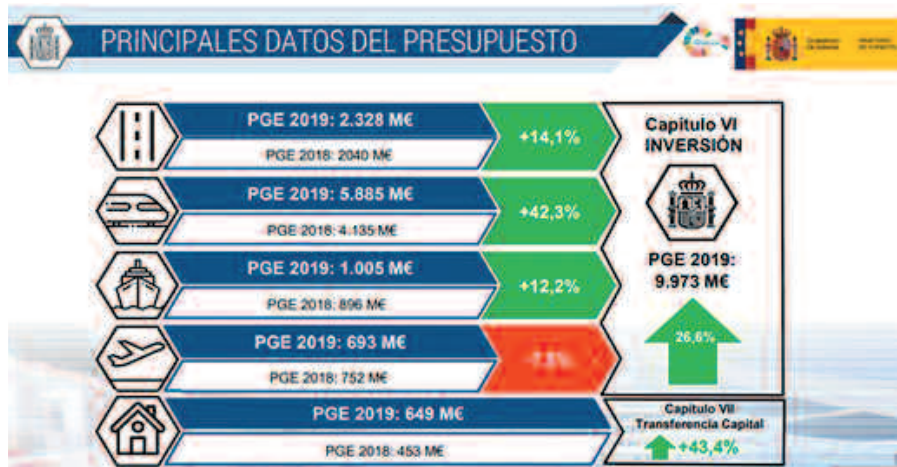 PRINCIPALES DATOS DEL PRESUPUESTO
PGE 2019: 2.328 M€
PGE 2018: 2040 M€
+14,1%
PGE 2019: 5.885 M€
PGE 2018: 4.135 M€
+42,3%
PGE 2019: 1.005 M€
PGE 2018: 896 M€
+12,2%
PGE 2019: 693 M€
PGE 2018: 752 M€
PGE 2019: 649 M€
PGE 2018: 453 M€
Capitulo VI
INVERSIÓN
PGE 2019:
9.973 M€
26,6%
Capitulo VII
Transferencia Capital
+43,4%